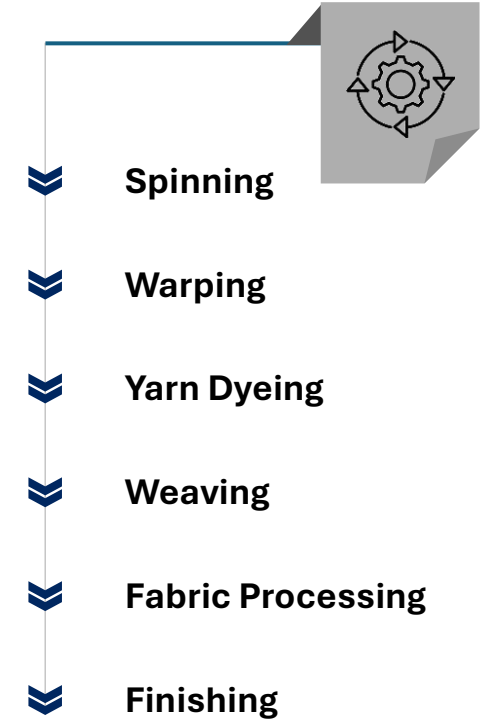 Spinning
Warping
Yarn Dyeing
Weaving
Fabric Processing
Finishing